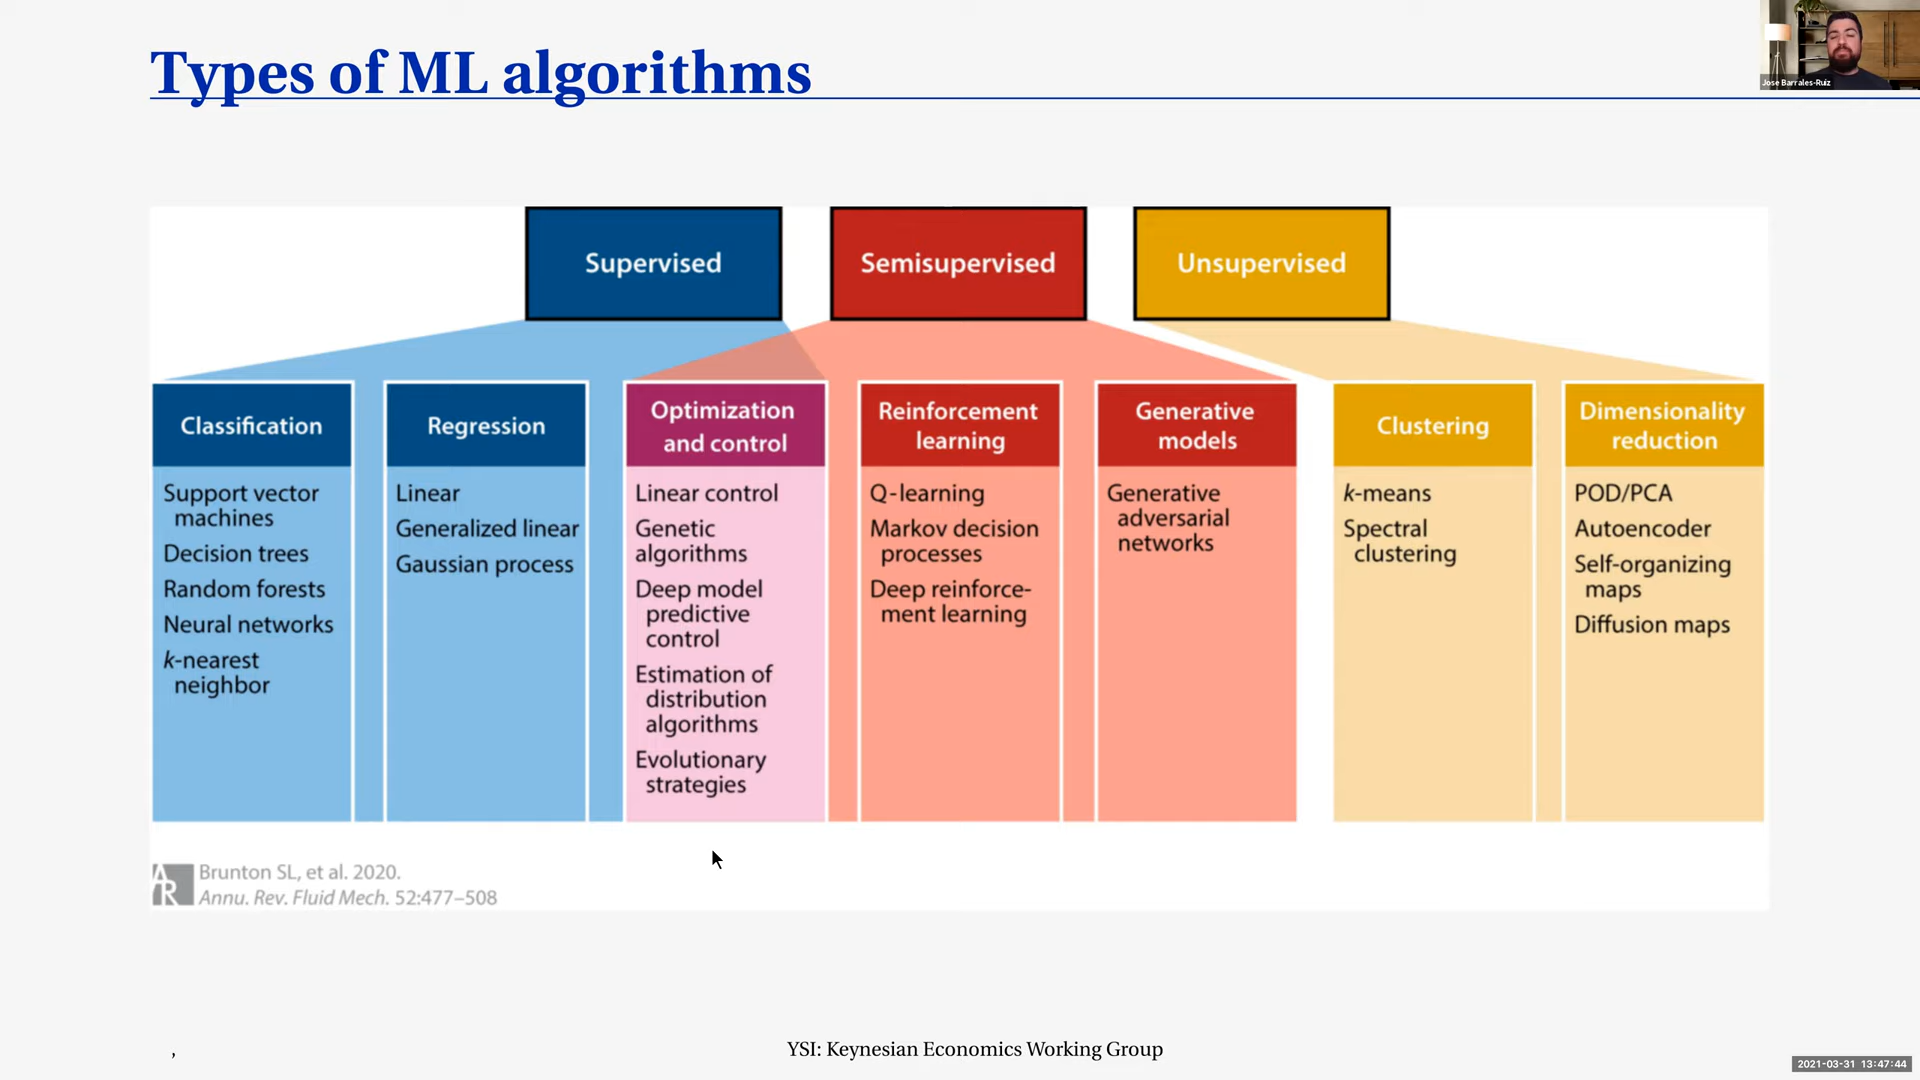 Types of ML algorithms
Jose Barrales-Ruiz
Supervised
Semisupervised
Unsupervised
Classification
Support vector
machines
Decision trees
Random forests
Neural networks
k-nearest
neighbor
Regression
Linear
Generalized linear
Gaussian process
Optimization
and control
Linear control
Genetic
algorithms
Deep model
predictive
control
Estimation of
distribution
algorithms
Evolutionary
strategies
Reinforcement
learning
Q-learning
Markov decision
processes
Deep reinforce-
ment learning
Generative
models
Generative
adversarial
networks
Clustering
k-means
Spectral
clustering
Dimensionality
reduction
POD/PCA
Autoencoder
Self-organizing
maps
Diffusion maps
AR
Brunton SL, et al. 2020.
Annu. Rev. Fluid Mech. 52:477–508
,
YSI: Keynesian Economics Working Group
2021-03-31 13:47:44